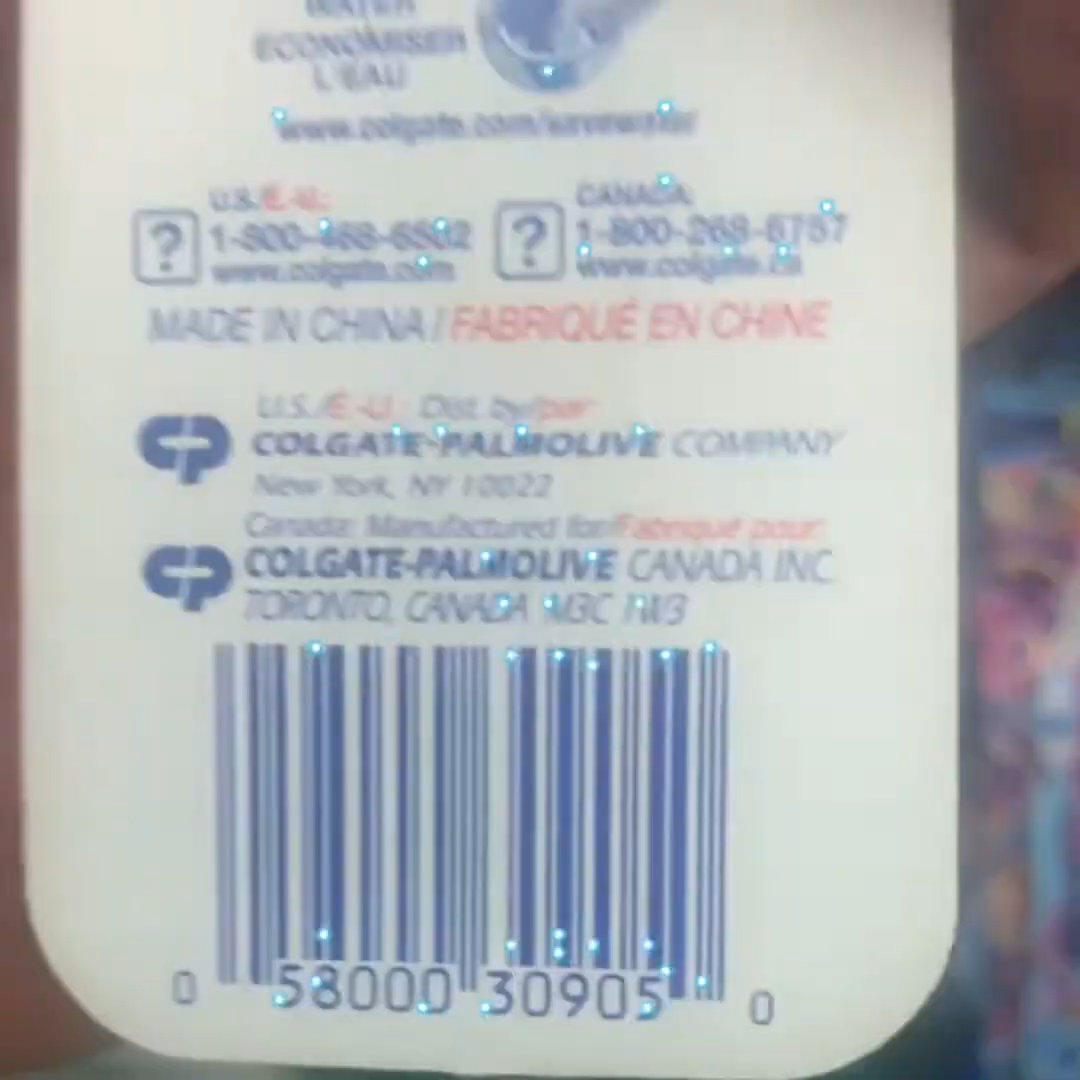 WATER
ÉCONOMISER
L'EAU
www.colgate.com/savewater
U.S./É.-U.:
1-800-468-6502
www.colgate.com
CANADA:
1-800-268-6757
www.colgate.ca
MADE IN CHINA / FABRIQUÉ EN CHINE
U.S./É.-U.: Dist. by/par:
COLGATE-PALMOLIVE COMPANY
New York, NY 10022
Canada: Manufactured for/Fabriqué pour:
COLGATE-PALMOLIVE CANADA INC.
TORONTO, CANADA M3C 1W3
0 58000 30905 0